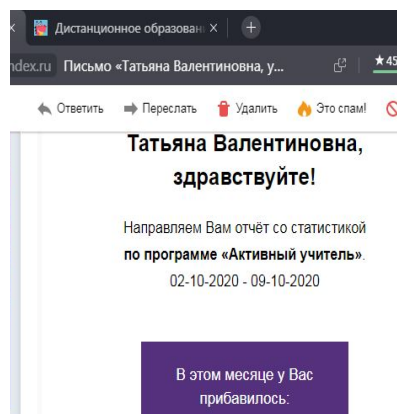 Дистанционное образован
ndex.ru Письмо «Татьяна Валентиновна, у... ★45
Ответить Переслать Удалить Это спам!
Татьяна Валентиновна,
здравствуйте!
Направляем Вам отчёт со статистикой
по программе «Активный учитель».
02-10-2020 - 09-10-2020
В этом месяце у Вас
прибавилось: